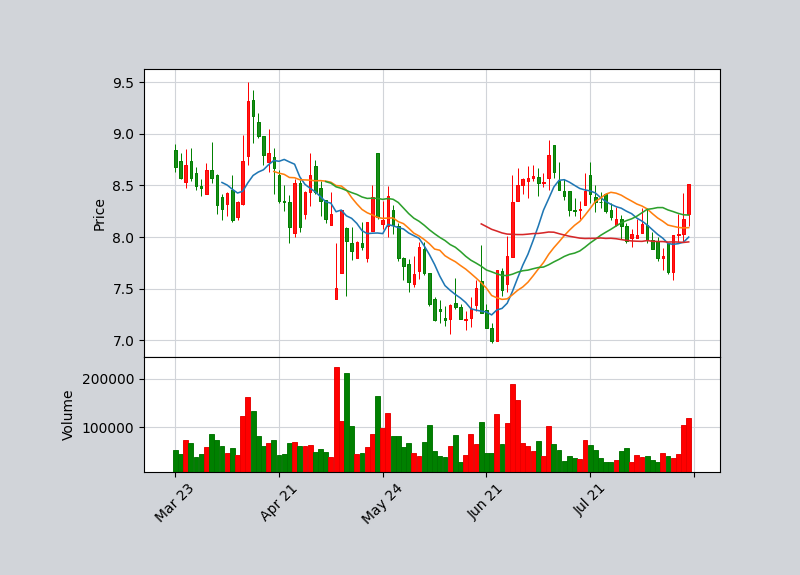 9.5
9.0
8.5
8.0
7.5
7.0
Price
200000
100000
Volume
Mar 23
Apr 21
May 24
Jun 21
Jul 21